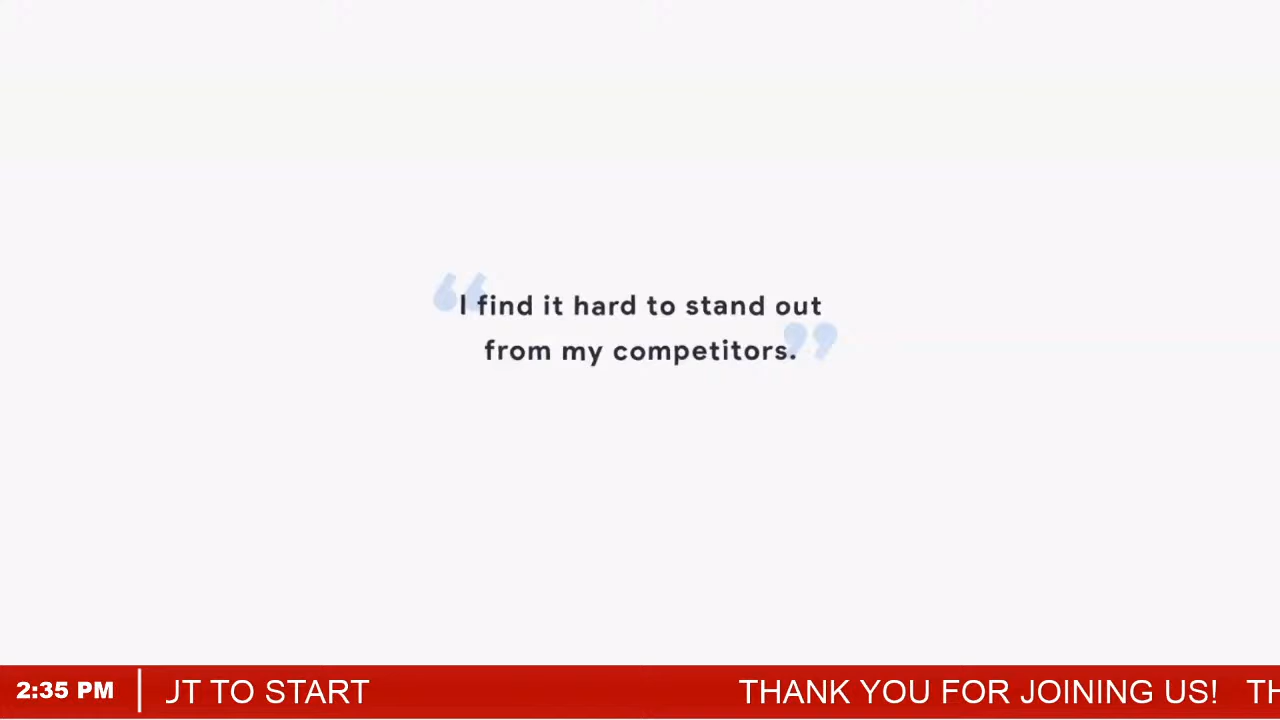 “I find it hard to stand out
from my competitors.”
2:35 PM JT TO START THANK YOU FOR JOINING US! TH